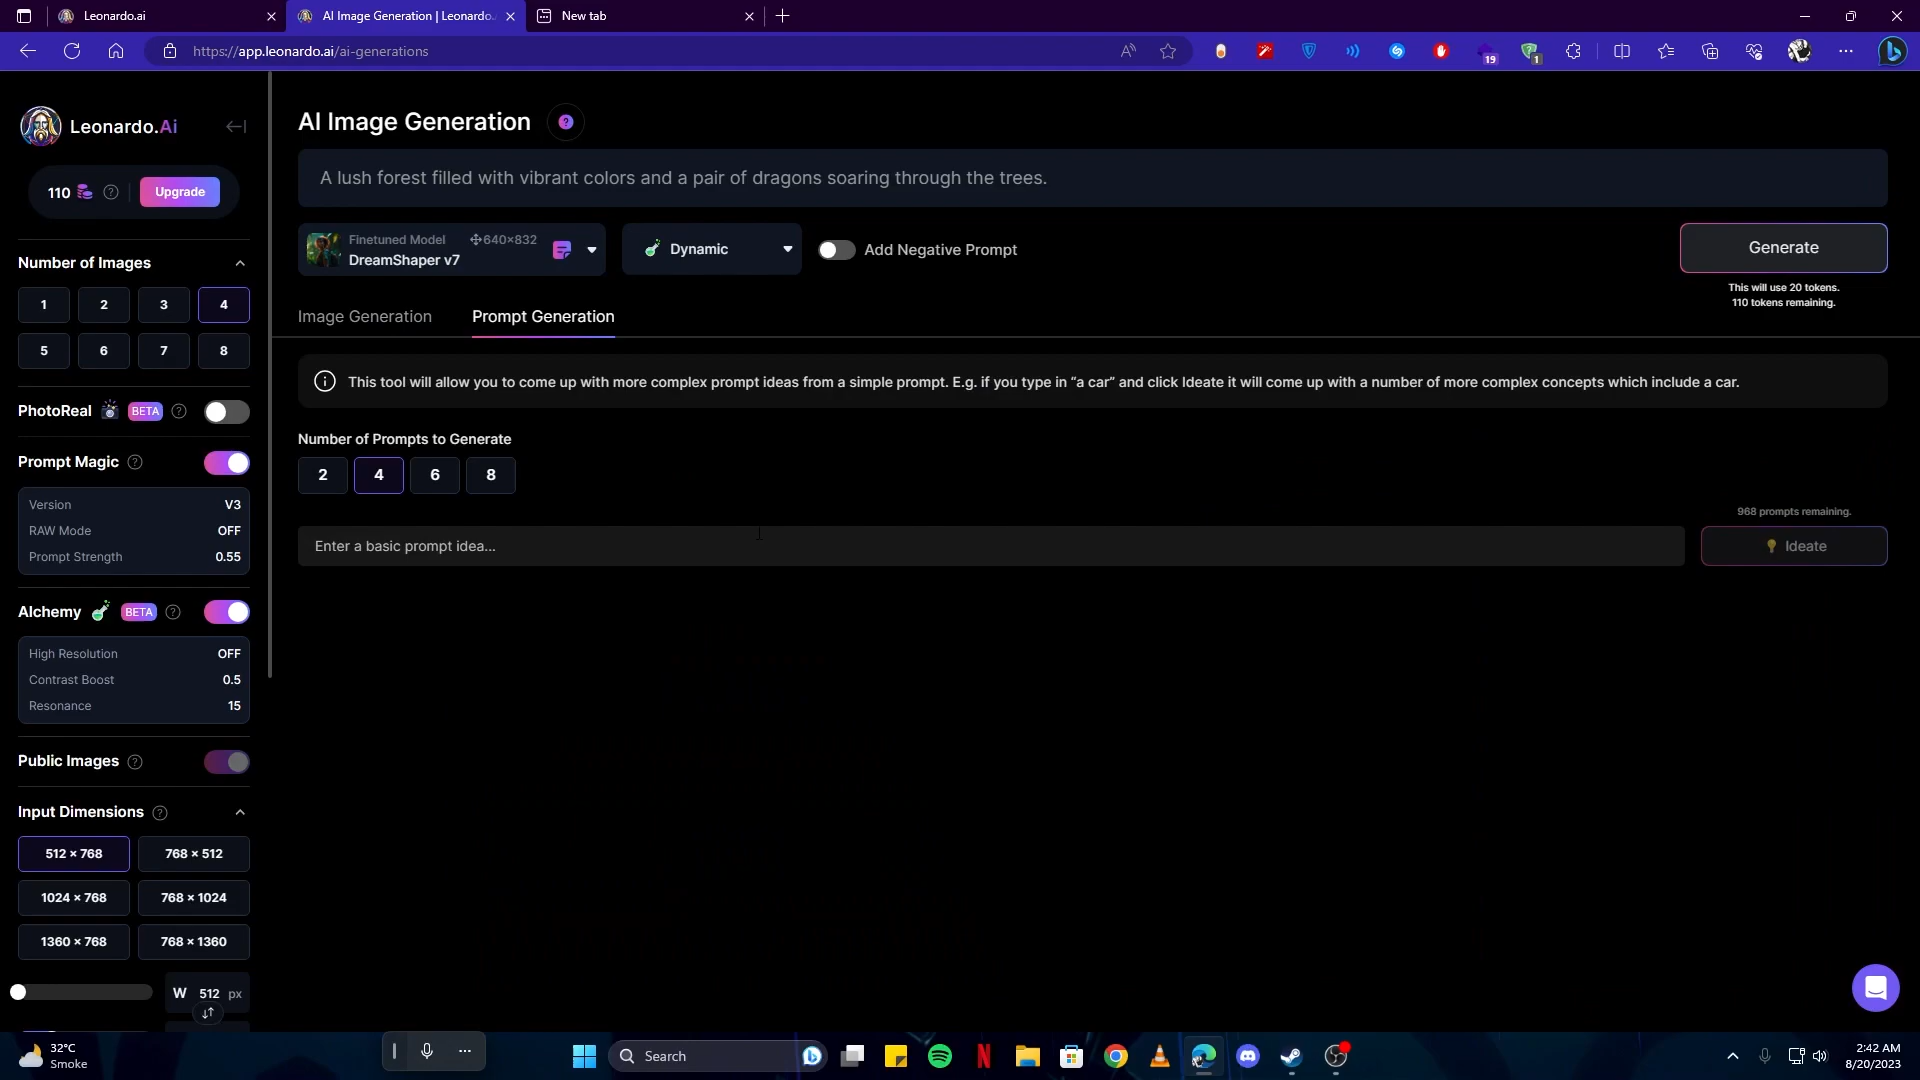 Leonardo.ai
AI Image Generation | Leonardo.
New tab
https://app.leonardo.ai/ai-generations
19
1
Leonardo.Ai
110
Upgrade
Number of Images
1
2
3
4
5
6
7
8
PhotoReal BETA
Prompt Magic
Version V3
RAW Mode OFF
Prompt Strength 0.55
Alchemy BETA
High Resolution OFF
Contrast Boost 0.5
Resonance 15
Public Images
Input Dimensions
512 × 768
768 × 512
1024 × 768
768 × 1024
1360 × 768
768 × 1360
W 512 px
AI Image Generation
A lush forest filled with vibrant colors and a pair of dragons soaring through the trees.
Finetuned Model 640×832
DreamShaper v7
Dynamic
Add Negative Prompt
Generate
This will use 20 tokens.
110 tokens remaining.
Image Generation
Prompt Generation
This tool will allow you to come up with more complex prompt ideas from a simple prompt. E.g. if you type in “a car” and click Ideate it will come up with a number of more complex concepts which include a car.
Number of Prompts to Generate
2
4
6
8
968 prompts remaining.
Enter a basic prompt idea...
Ideate
32°C
Smoke
Search
2:42 AM
8/20/2023